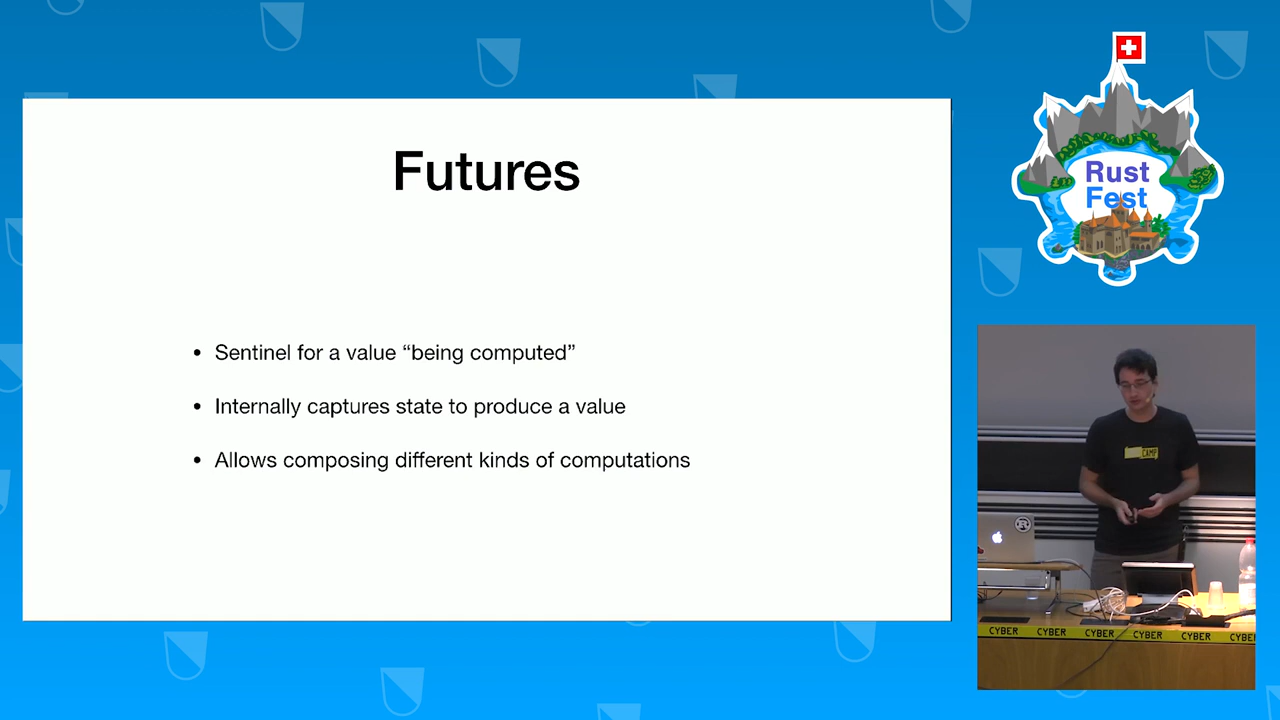 Futures
• Sentinel for a value “being computed”
• Internally captures state to produce a value
• Allows composing different kinds of computations
Rust
Fest
CAMP
CYBER CYBER CYBER CYBER CYBER CYBER